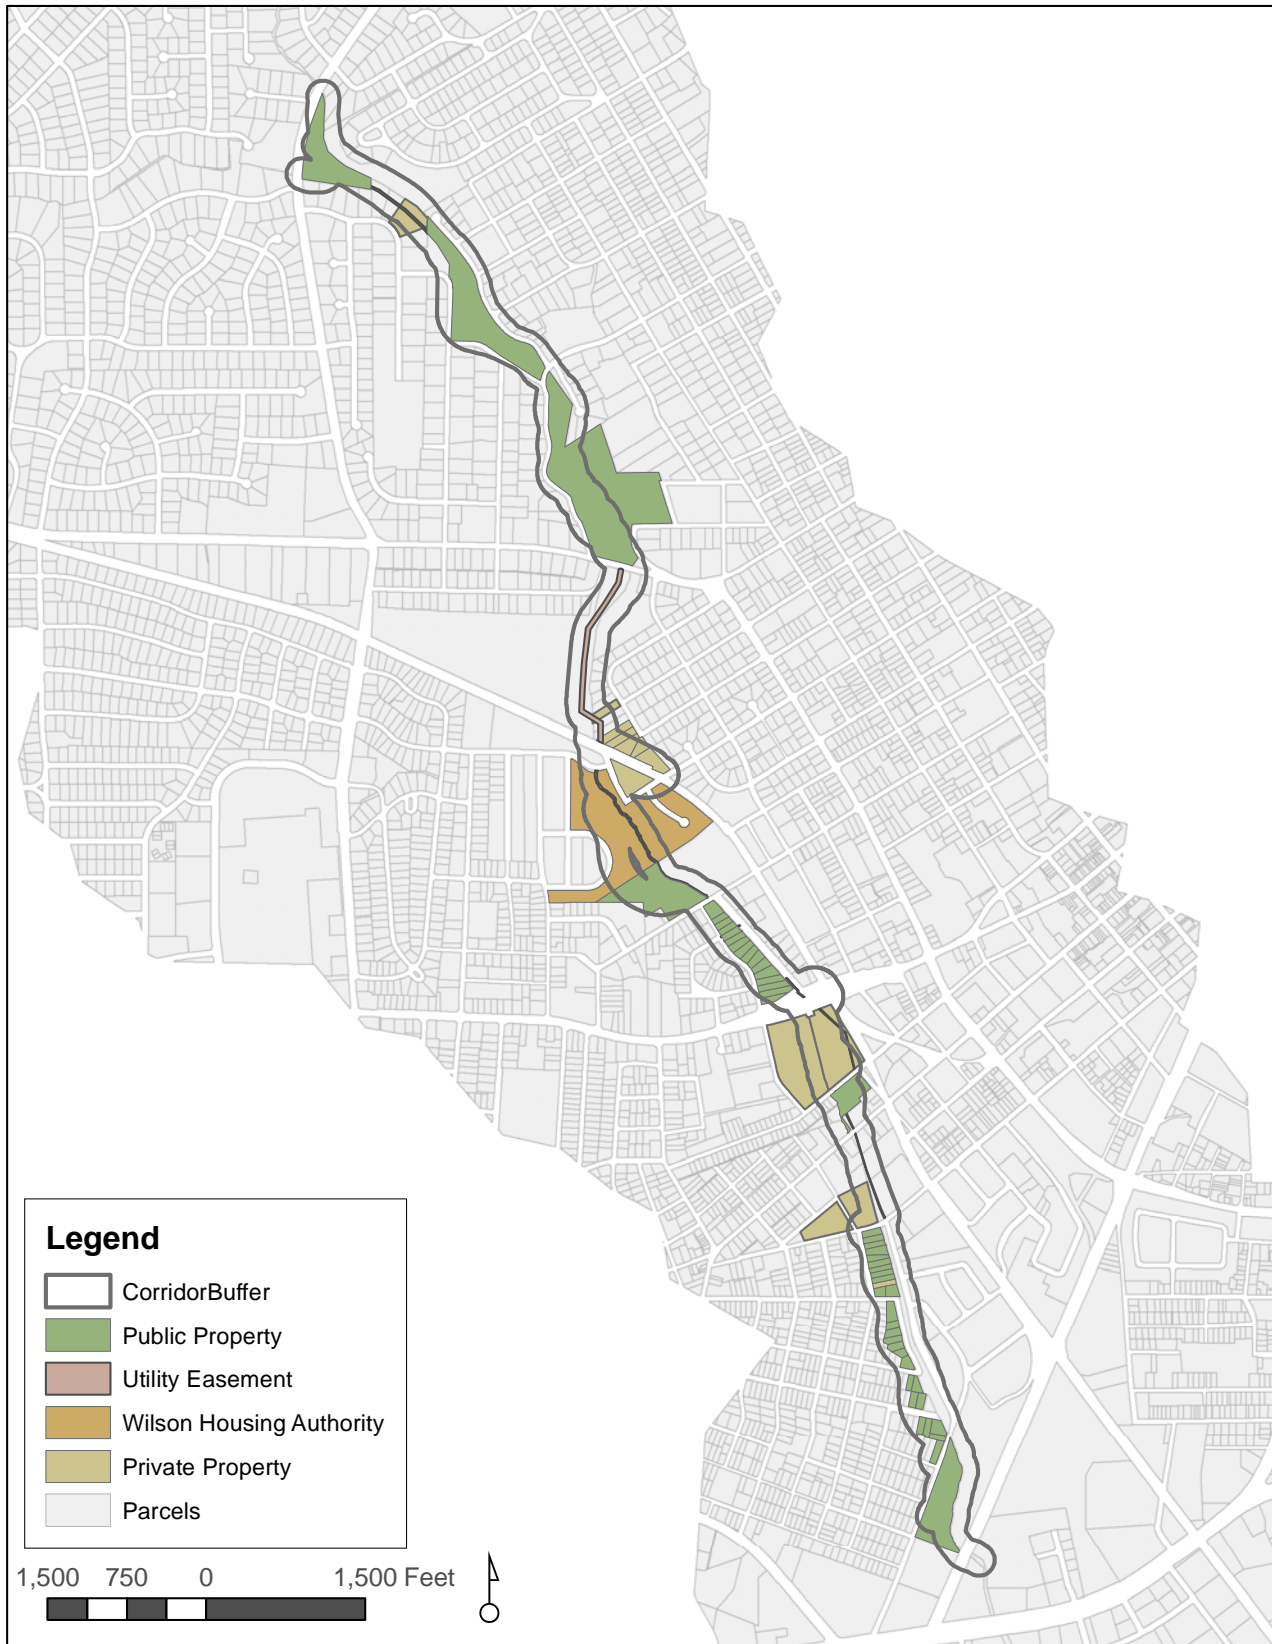 Legend
CorridorBuffer
Public Property
Utility Easement
Wilson Housing Authority
Private Property
Parcels
1,500 750 0 1,500 Feet